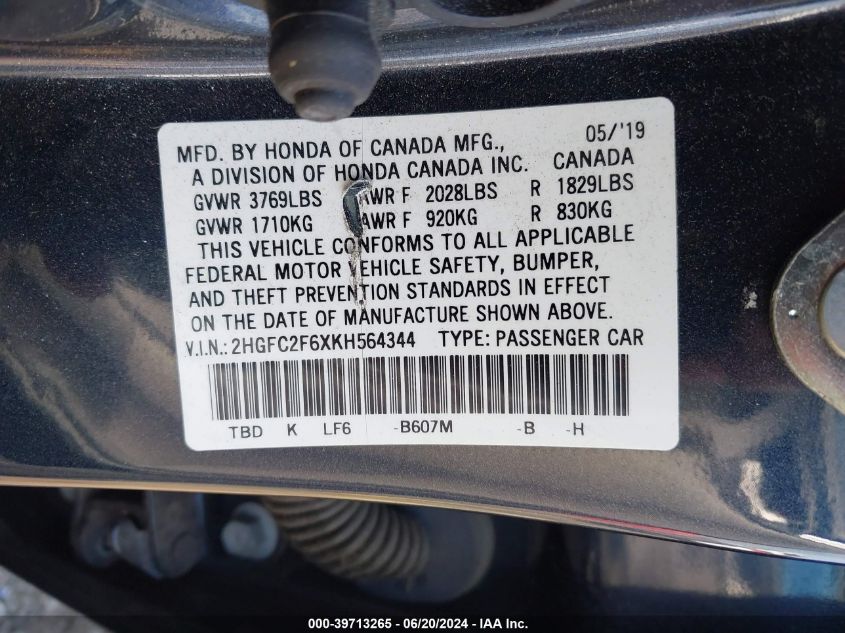 05/'19
MFD. BY HONDA OF CANADA MFG.,
A DIVISION OF HONDA CANADA INC. CANADA
GVWR 3769LBS AWR F 2028LBS R 1829LBS
GVWR 1710KG AWR F 920KG R 830KG
THIS VEHICLE CONFORMS TO ALL APPLICABLE
FEDERAL MOTOR VEHICLE SAFETY, BUMPER,
AND THEFT PREVENTION STANDARDS IN EFFECT
ON THE DATE OF MANUFACTURE SHOWN ABOVE.
V.I.N.: 2HGFC2F6XKH564344 TYPE: PASSENGER CAR
TBD K LF6 -B607M -B -H
000-39713265 - 06/20/2024 - IAA Inc.